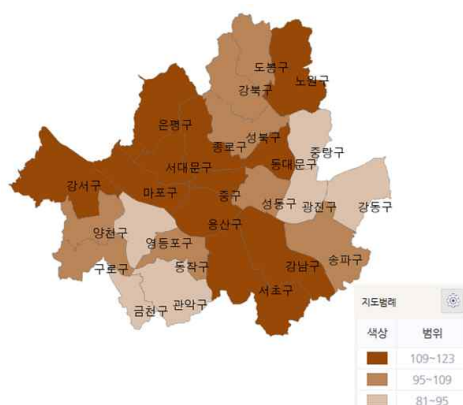 도봉구
노원구
강북구
은평구
성북구
종로구
중랑구
서대문구
동대문구
강서구
마포구
중구
성동구
광진구
강동구
용산구
양천구
영등포구
송파구
구로구
동작구
강남구
서초구
금천구
관악구
지도범례
색상 범위
109~123
95~109
81~95